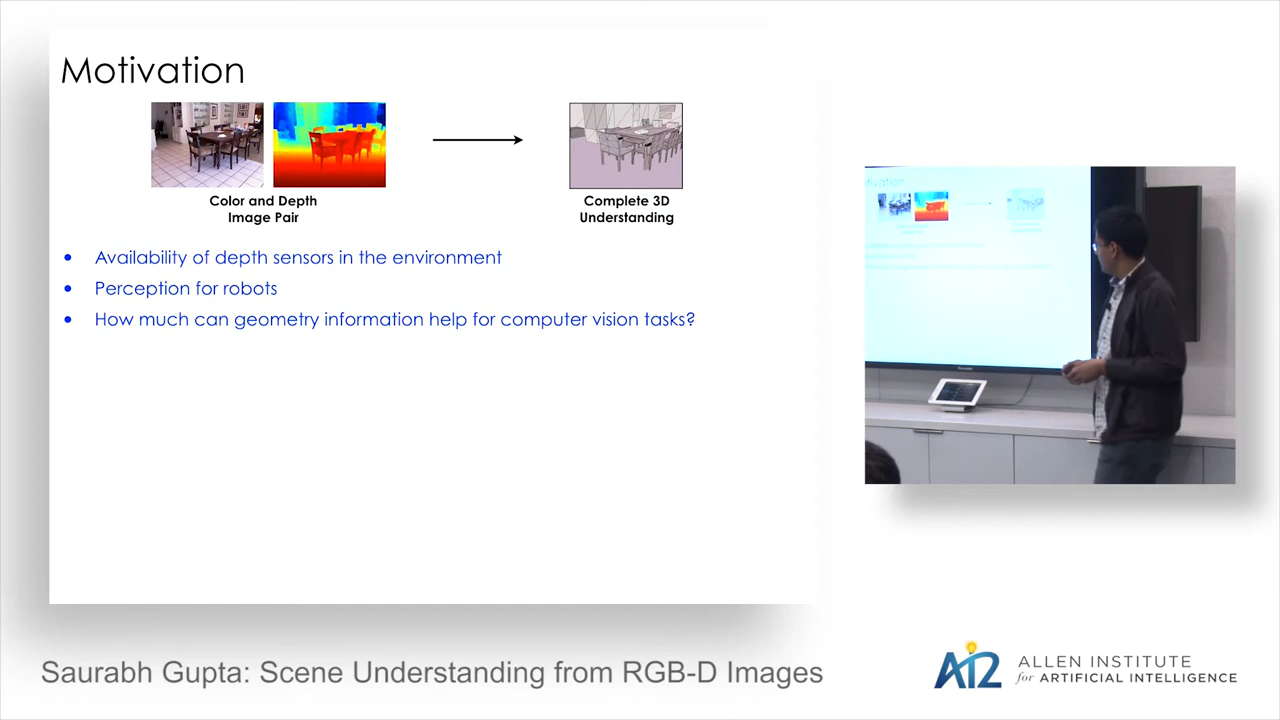 Motivation
Color and Depth
Image Pair
Complete 3D
Understanding
• Availability of depth sensors in the environment
• Perception for robots
• How much can geometry information help for computer vision tasks?
Saurabh Gupta: Scene Understanding from RGB-D Images
AI2 ALLEN INSTITUTE
for ARTIFICIAL INTELLIGENCE